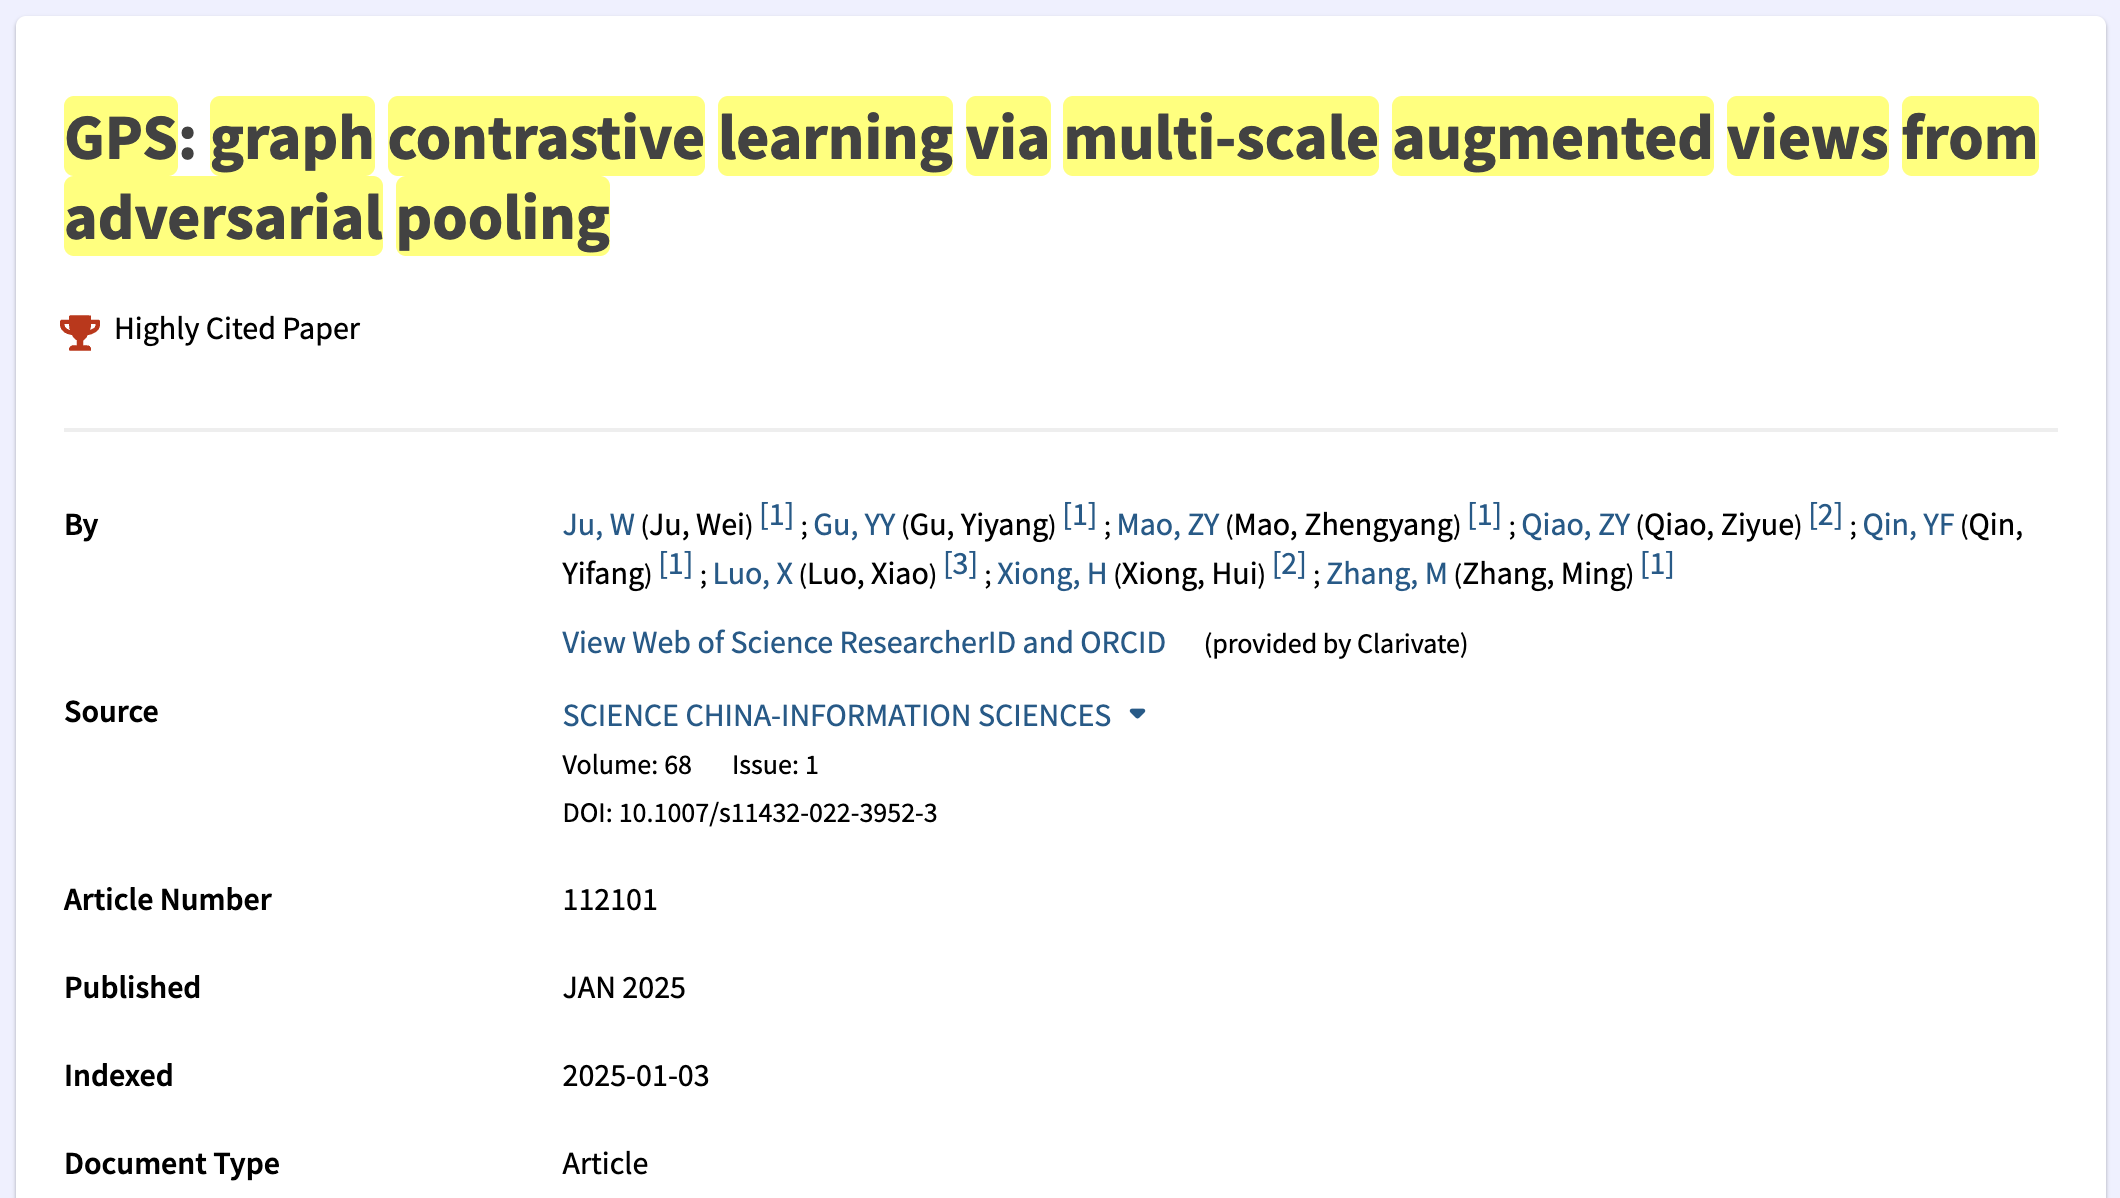 GPS: graph contrastive learning via multi-scale augmented views from
adversarial pooling
Highly Cited Paper
By
Ju, W (Ju, Wei) [1] ; Gu, YY (Gu, Yiyang) [1] ; Mao, ZY (Mao, Zhengyang) [1] ; Qiao, ZY (Qiao, Ziyue) [2] ; Qin, YF (Qin,
Yifang) [1] ; Luo, X (Luo, Xiao) [3] ; Xiong, H (Xiong, Hui) [2] ; Zhang, M (Zhang, Ming) [1]
View Web of Science ResearcherID and ORCID (provided by Clarivate)
Source
SCIENCE CHINA-INFORMATION SCIENCES
Volume: 68 Issue: 1
DOI: 10.1007/s11432-022-3952-3
Article Number
112101
Published
JAN 2025
Indexed
2025-01-03
Document Type
Article